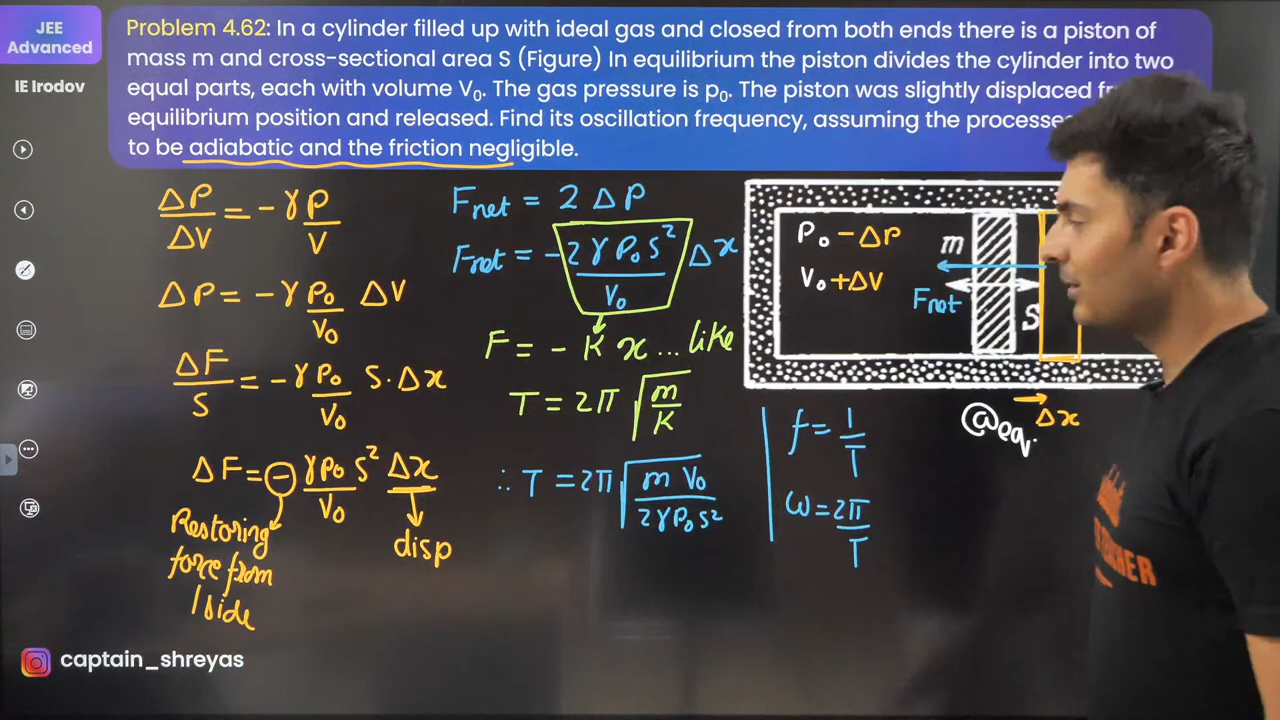 JEE
Advanced
IE Irodov
Problem 4.62: In a cylinder filled up with ideal gas and closed from both ends there is a piston of
mass m and cross-sectional area S (Figure) In equilibrium the piston divides the cylinder into two
equal parts, each with volume V₀. The gas pressure is p₀. The piston was slightly displaced
equilibrium position and released. Find its oscillation frequency, assuming the processes
to be adiabatic and the friction negligible.
ΔP/ΔV = -γP/V
ΔP = -γP₀/V₀ ΔV
ΔF/S = -γP₀/V₀ S·Δx
ΔF = - γP₀/V₀ S² Δx
Restoring
force from
1 side
disp
Fnet = 2 ΔP
Fnet = - 2γP₀S²/V₀ Δx
F = - K x ... like
T = 2π √(m/K)
∴ T = 2π √(m V₀/2γP₀S²)
f = 1/T
ω = 2π/T
P₀ - ΔP
V₀ + ΔV
m
Fnet
S
Δx
@eq.
captain_shreyas